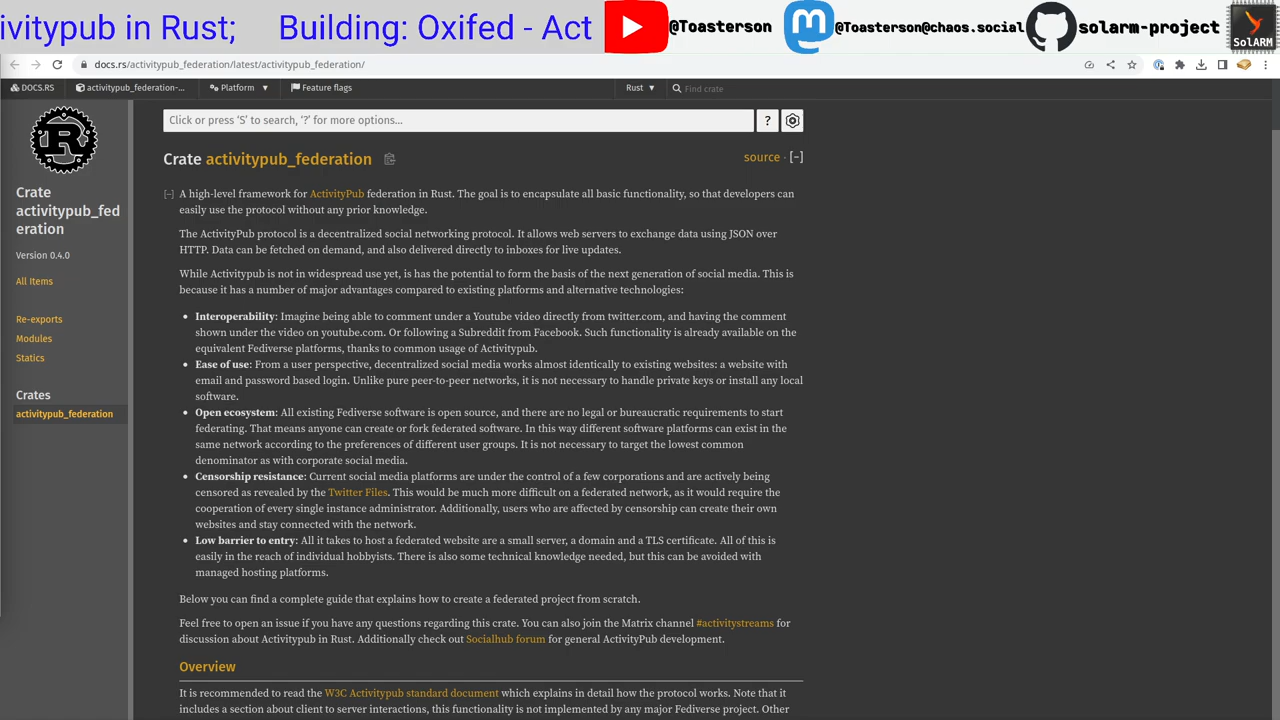 ivitypub in Rust;    Building: Oxifed - Act
@Toasterson
@Toasterson@chaos.social
solarm-project
SolARM
docs.rs/activitypub_federation/latest/activitypub_federation/
DOCS.RS
activitypub_federation-...
Platform
Feature flags
Rust
Find crate
Click or press 'S' to search, '?' for more options...
?
Crate activitypub_federation
source · [-]
Crate
activitypub_fed
eration
Version 0.4.0
All Items
Re-exports
Modules
Statics
Crates
activitypub_federation
[-] A high-level framework for ActivityPub federation in Rust. The goal is to encapsulate all basic functionality, so that developers can
easily use the protocol without any prior knowledge.
The ActivityPub protocol is a decentralized social networking protocol. It allows web servers to exchange data using JSON over
HTTP. Data can be fetched on demand, and also delivered directly to inboxes for live updates.
While Activitypub is not in widespread use yet, is has the potential to form the basis of the next generation of social media. This is
because it has a number of major advantages compared to existing platforms and alternative technologies:
• Interoperability: Imagine being able to comment under a Youtube video directly from twitter.com, and having the comment
shown under the video on youtube.com. Or following a Subreddit from Facebook. Such functionality is already available on the
equivalent Fediverse platforms, thanks to common usage of Activitypub.
• Ease of use: From a user perspective, decentralized social media works almost identically to existing websites: a website with
email and password based login. Unlike pure peer-to-peer networks, it is not necessary to handle private keys or install any local
software.
• Open ecosystem: All existing Fediverse software is open source, and there are no legal or bureaucratic requirements to start
federating. That means anyone can create or fork federated software. In this way different software platforms can exist in the
same network according to the preferences of different user groups. It is not necessary to target the lowest common
denominator as with corporate social media.
• Censorship resistance: Current social media platforms are under the control of a few corporations and are actively being
censored as revealed by the Twitter Files. This would be much more difficult on a federated network, as it would require the
cooperation of every single instance administrator. Additionally, users who are affected by censorship can create their own
websites and stay connected with the network.
• Low barrier to entry: All it takes to host a federated website are a small server, a domain and a TLS certificate. All of this is
easily in the reach of individual hobbyists. There is also some technical knowledge needed, but this can be avoided with
managed hosting platforms.
Below you can find a complete guide that explains how to create a federated project from scratch.
Feel free to open an issue if you have any questions regarding this crate. You can also join the Matrix channel #activitystreams for
discussion about Activitypub in Rust. Additionally check out Socialhub forum for general ActivityPub development.
Overview
It is recommended to read the W3C Activitypub standard document which explains in detail how the protocol works. Note that it
includes a section about client to server interactions, this functionality is not implemented by any major Fediverse project. Other